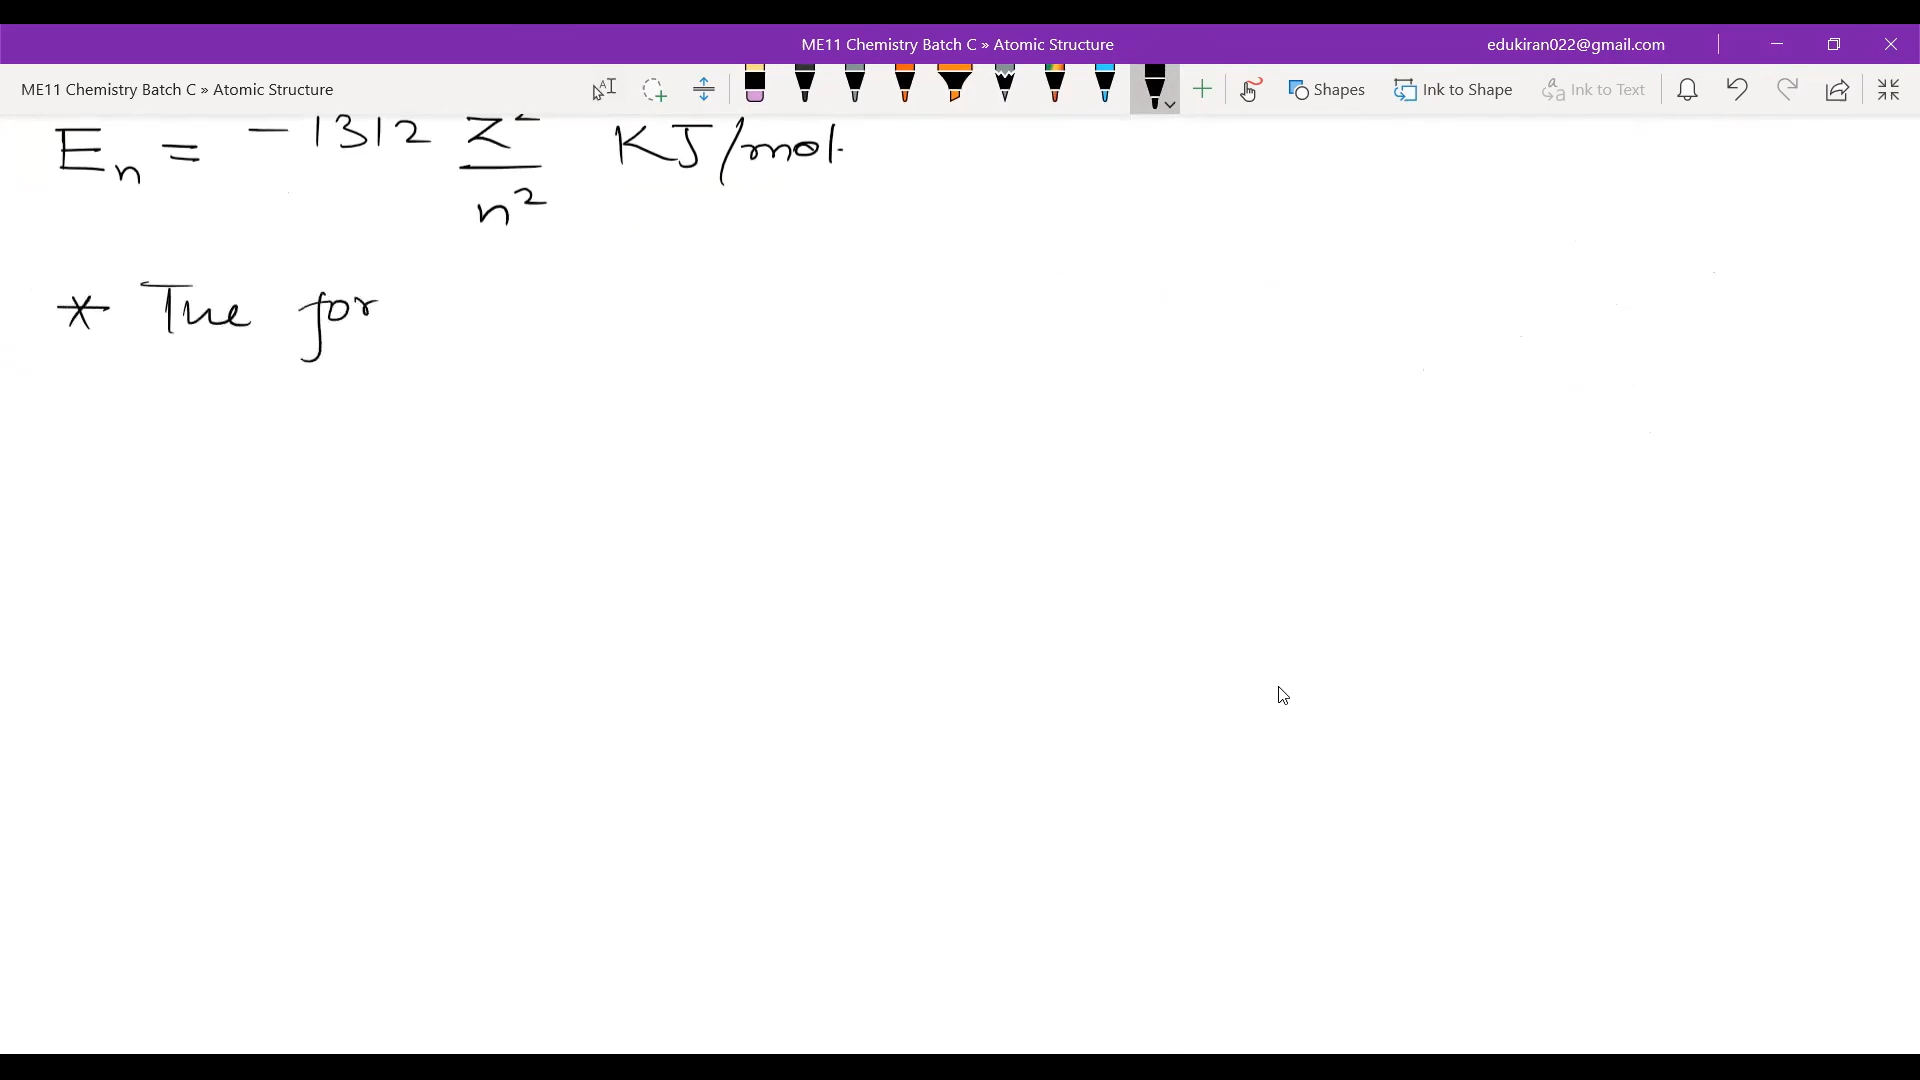 ME11 Chemistry Batch C » Atomic Structure
edukiran022@gmail.com
ME11 Chemistry Batch C » Atomic Structure
Shapes
Ink to Shape
Ink to Text
En = -1312 Z² / n² KJ/mol.
* The for